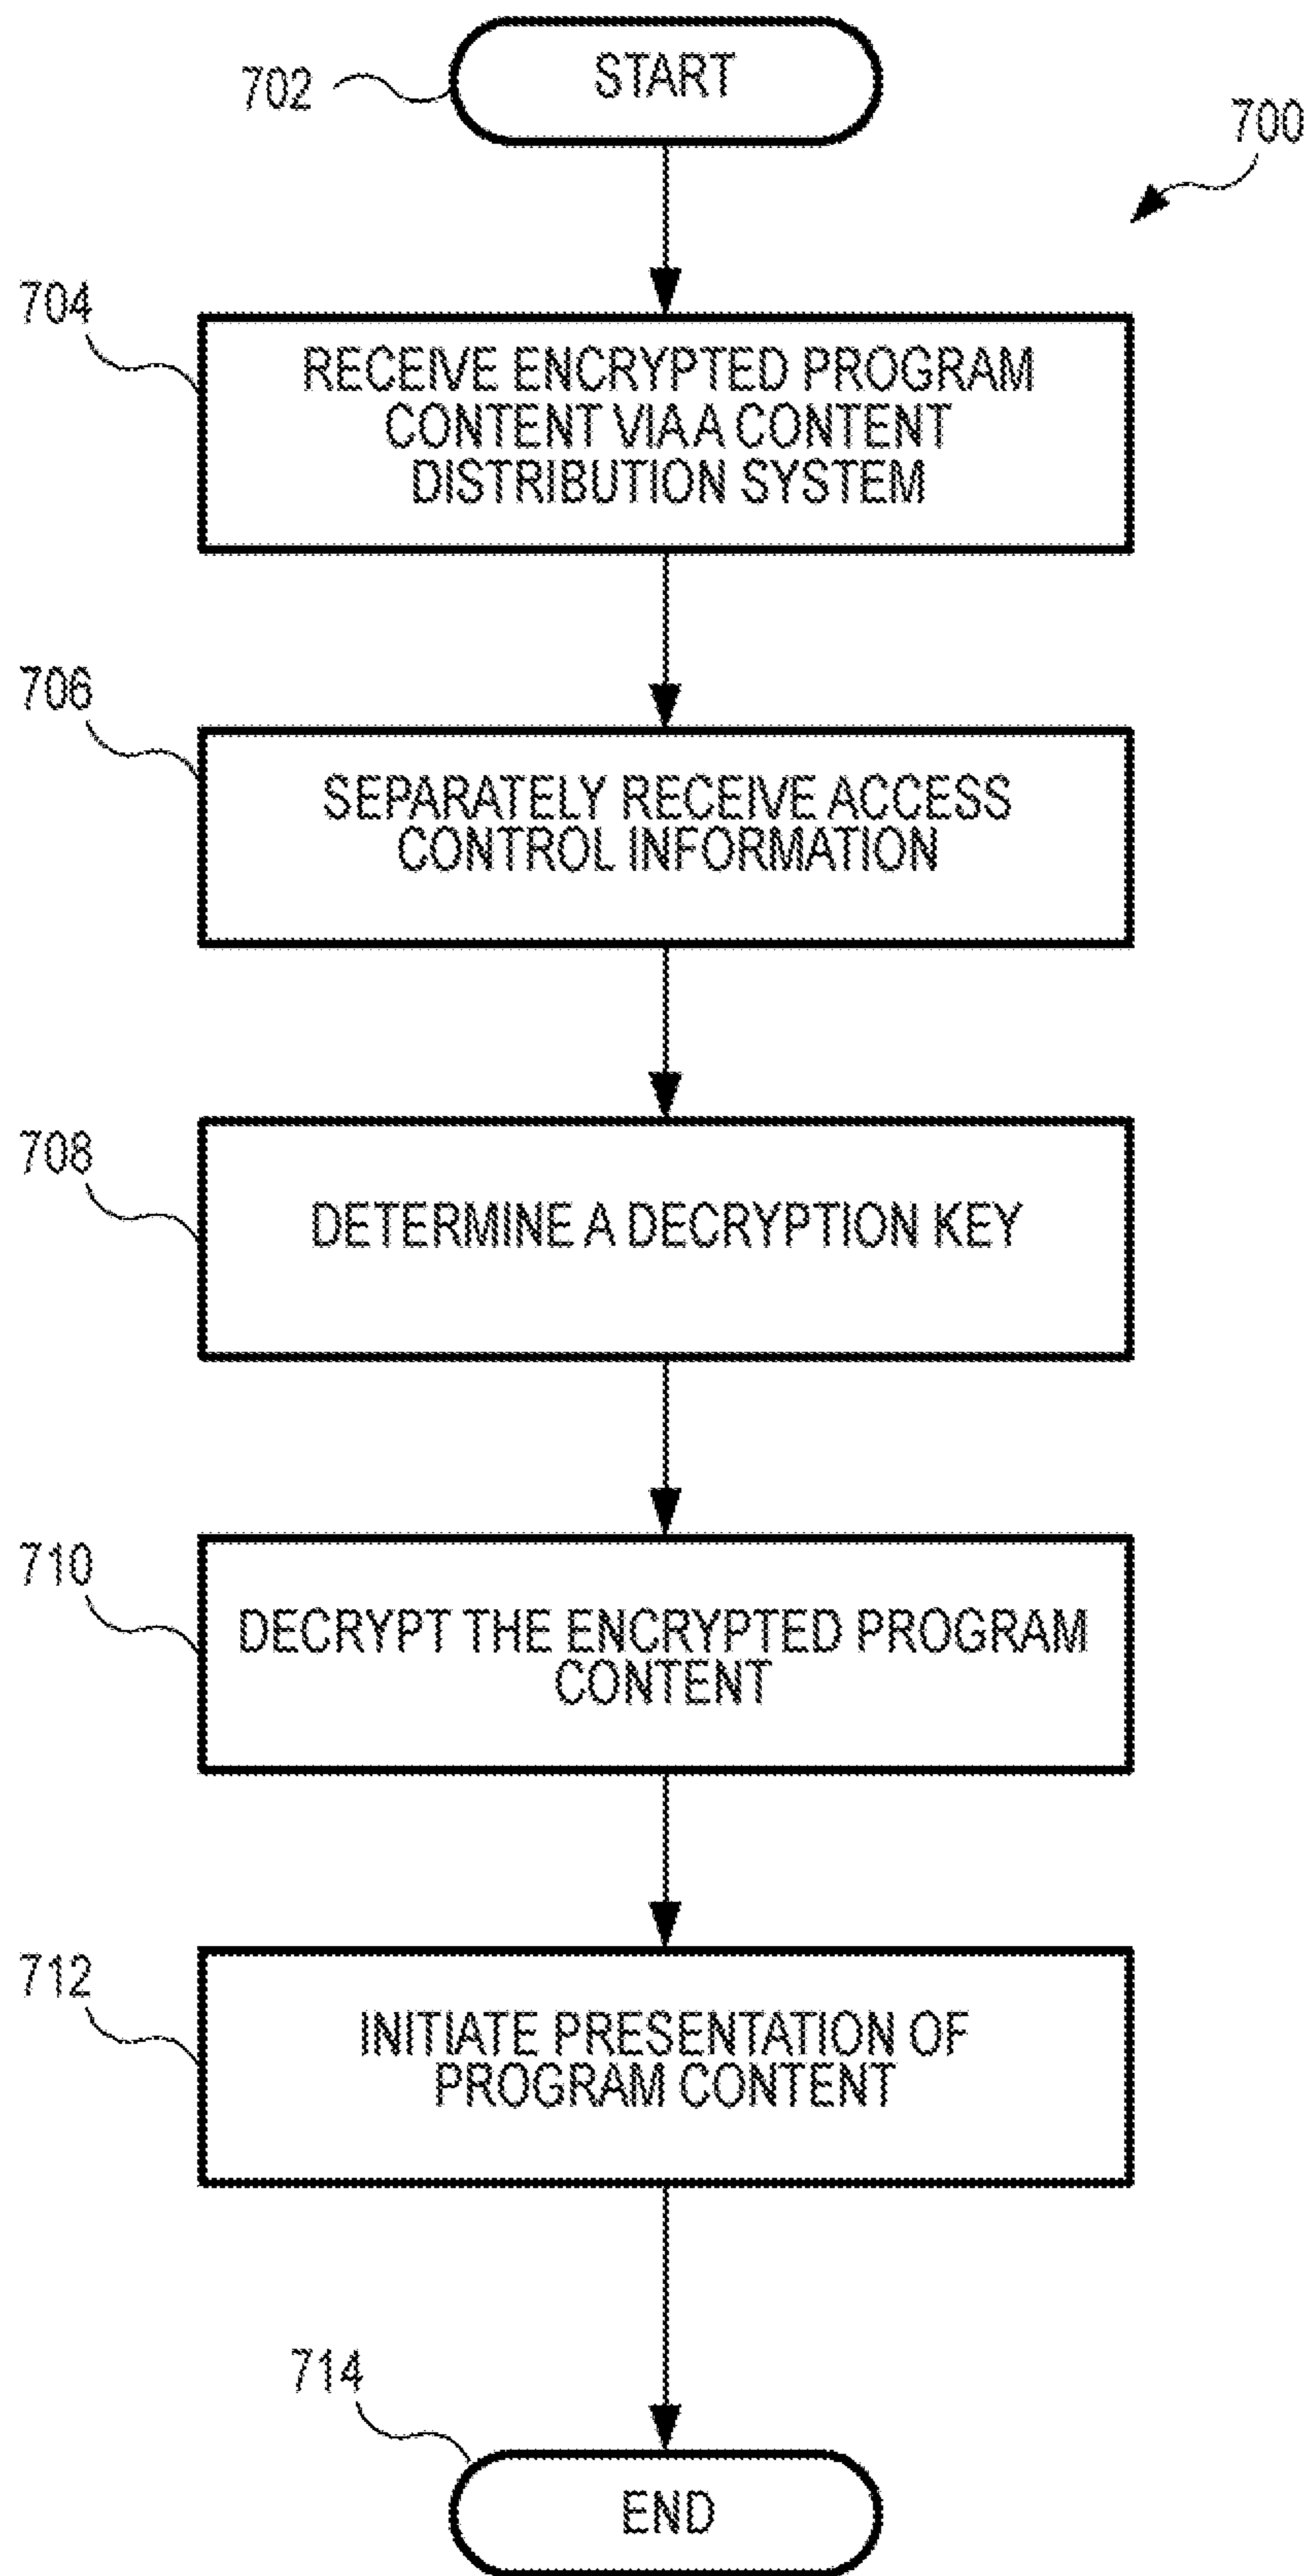 702
START
700
704
RECEIVE ENCRYPTED PROGRAM
CONTENT VIA A CONTENT
DISTRIBUTION SYSTEM
706
SEPARATELY RECEIVE ACCESS
CONTROL INFORMATION
708
DETERMINE A DECRYPTION KEY
710
DECRYPT THE ENCRYPTED PROGRAM
CONTENT
712
INITIATE PRESENTATION OF
PROGRAM CONTENT
714
END